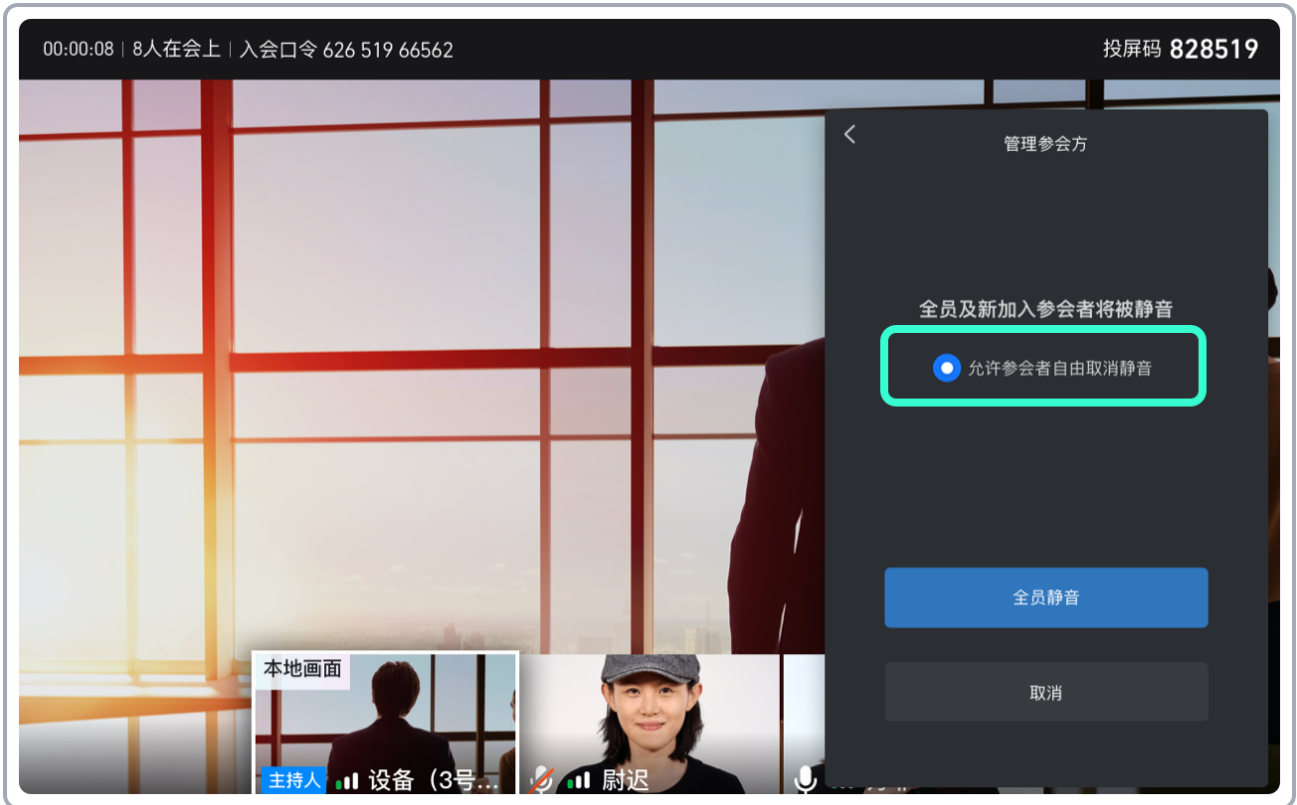 00:00:08 | 8人在会上 | 入会口令 626 519 66562
投屏码 828519
管理参会方
全员及新加入参会者将被静音
允许参会者自由取消静音
全员静音
取消
本地画面
主持人 设备（3号...
尉迟